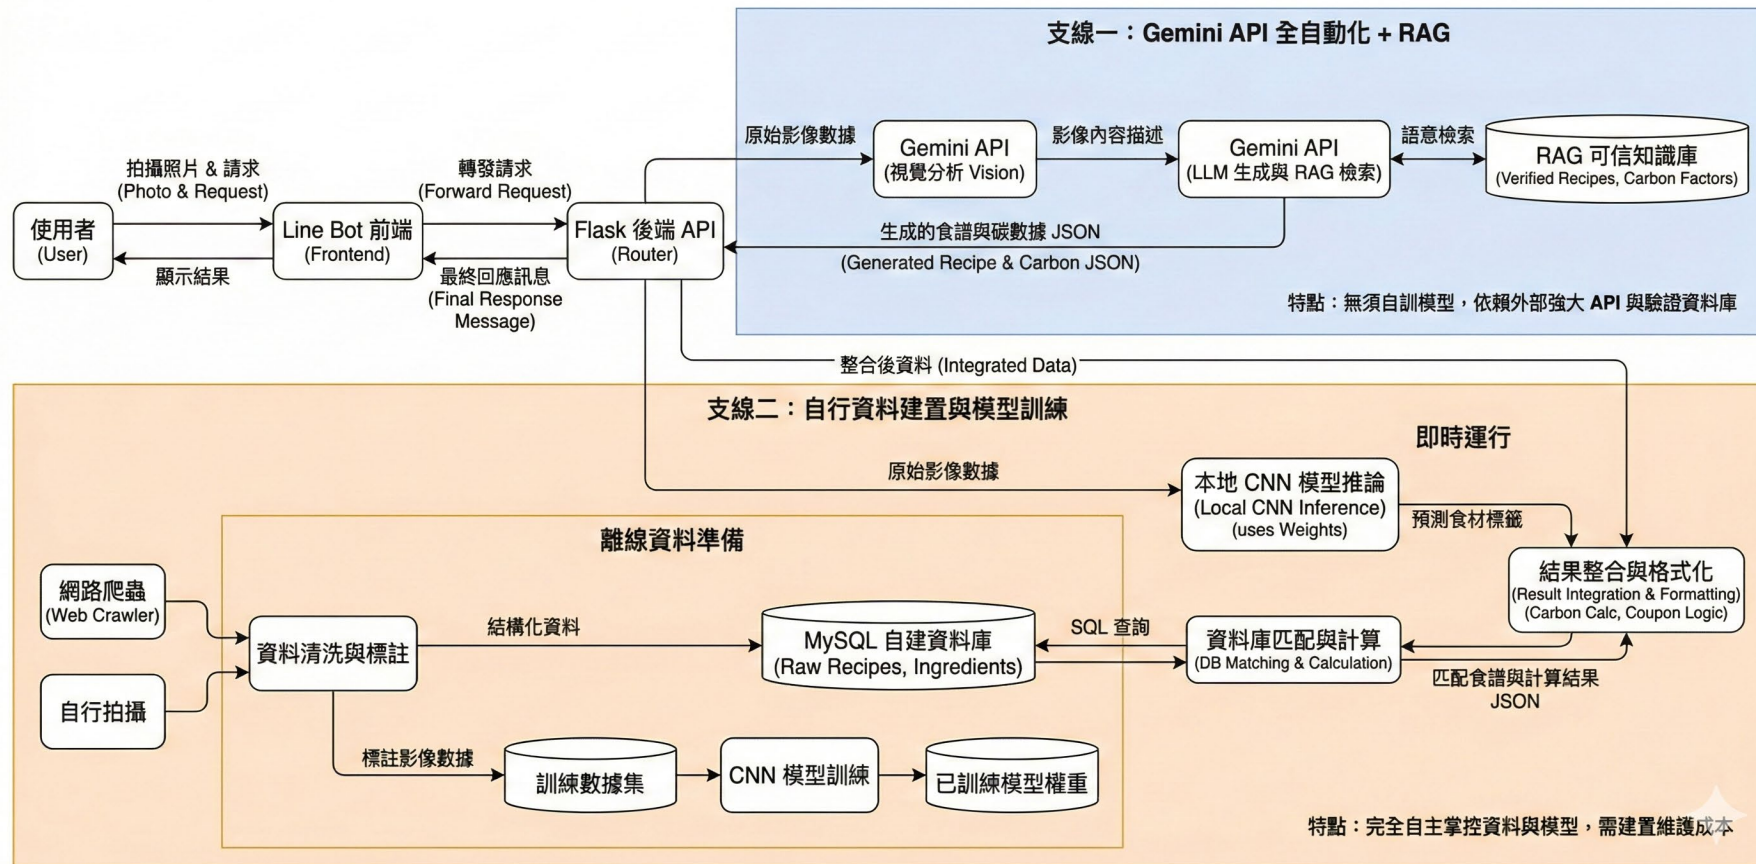 支線一：Gemini API 全自動化 + RAG
原始影像數據
Gemini API
(視覺分析 Vision)
影像內容描述
Gemini API
(LLM 生成與 RAG 檢索)
語意檢索
RAG 可信知識庫
(Verified Recipes, Carbon Factors)
拍攝照片 & 請求
(Photo & Request)
轉發請求
(Forward Request)
使用者
(User)
Line Bot 前端
(Frontend)
Flask 後端 API
(Router)
生成的食譜與碳數據 JSON
(Generated Recipe & Carbon JSON)
顯示結果
最終回應訊息
(Final Response
Message)
特點：無須自訓模型，依賴外部強大 API 與驗證資料庫
整合後資料 (Integrated Data)
支線二：自行資料建置與模型訓練
即時運行
原始影像數據
本地 CNN 模型推論
(Local CNN Inference)
(uses Weights)
預測食材標籤
離線資料準備
網路爬蟲
(Web Crawler)
結果整合與格式化
(Result Integration & Formatting)
(Carbon Calc, Coupon Logic)
資料清洗與標註
結構化資料
MySQL 自建資料庫
(Raw Recipes, Ingredients)
SQL 查詢
資料庫匹配與計算
(DB Matching & Calculation)
匹配食譜與計算結果
JSON
自行拍攝
標註影像數據
訓練數據集
CNN 模型訓練
已訓練模型權重
特點：完全自主掌控資料與模型，需建置維護成本